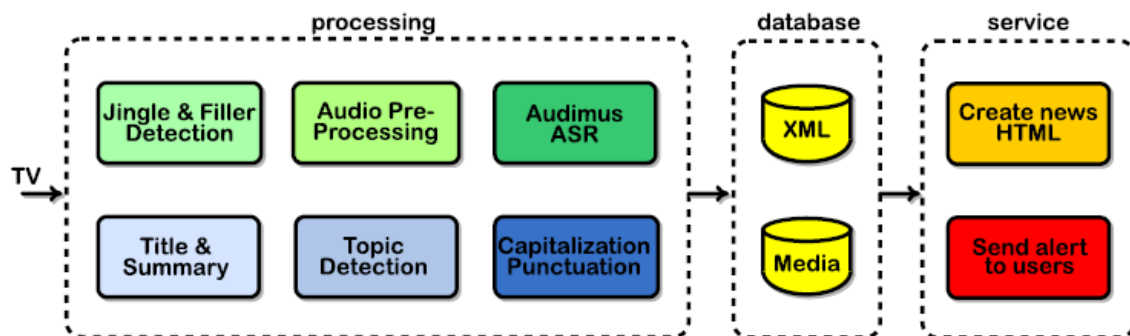 processing
database
service
TV
Jingle & Filler
Detection
Audio Pre-
Processing
Audimus
ASR
Title &
Summary
Topic
Detection
Capitalization
Punctuation
XML
Media
Create news
HTML
Send alert
to users